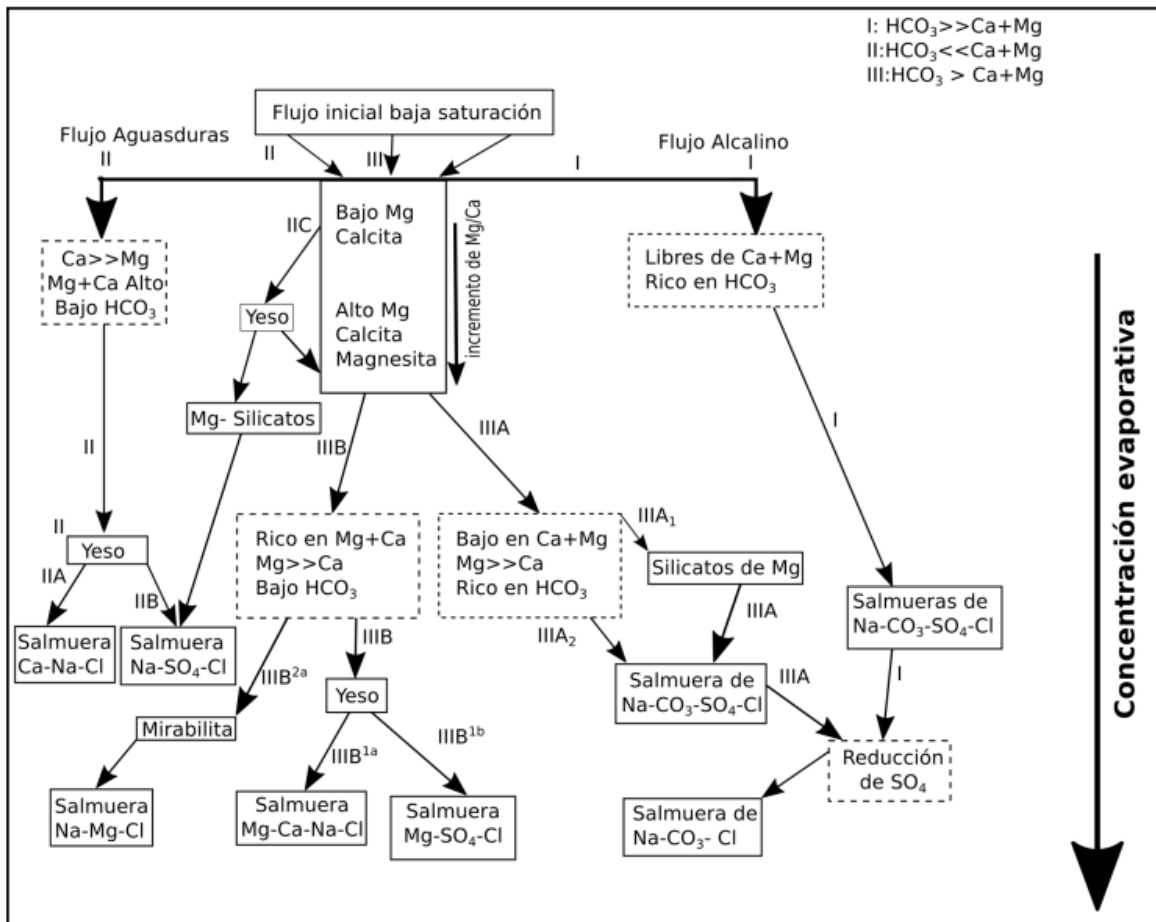 I: HCO₃>>Ca+Mg
II:HCO₃<<Ca+Mg
III:HCO₃ > Ca+Mg
Flujo inicial baja saturación
Flujo Aguasduras
II
II
III
I
Flujo Alcalino
I
Ca>>Mg
Mg+Ca Alto
Bajo HCO₃
IIC
Bajo Mg
Calcita
Alto Mg
Calcita
Magnesita
incremento de Mg/Ca
Libres de Ca+Mg
Rico en HCO₃
Yeso
Mg- Silicatos
II
IIIB
IIIA
I
Concentración evaporativa
II
Yeso
IIA
IIB
Rico en Mg+Ca
Mg>>Ca
Bajo HCO₃
Bajo en Ca+Mg
Mg>>Ca
Rico en HCO₃
IIIA₁
Silicatos de Mg
IIIA
Salmueras de
Na-CO₃-SO₄-Cl
Salmuera
Ca-Na-Cl
Salmuera
Na-SO₄-Cl
IIIB²ᵃ
IIIB
IIIA₂
Salmuera de
Na-CO₃-SO₄-Cl
IIIA
I
Yeso
Mirabilita
IIIB¹ᵃ
IIIB¹ᵇ
Reducción
de SO₄
Salmuera
Na-Mg-Cl
Salmuera
Mg-Ca-Na-Cl
Salmuera
Mg-SO₄-Cl
Salmuera de
Na-CO₃- Cl